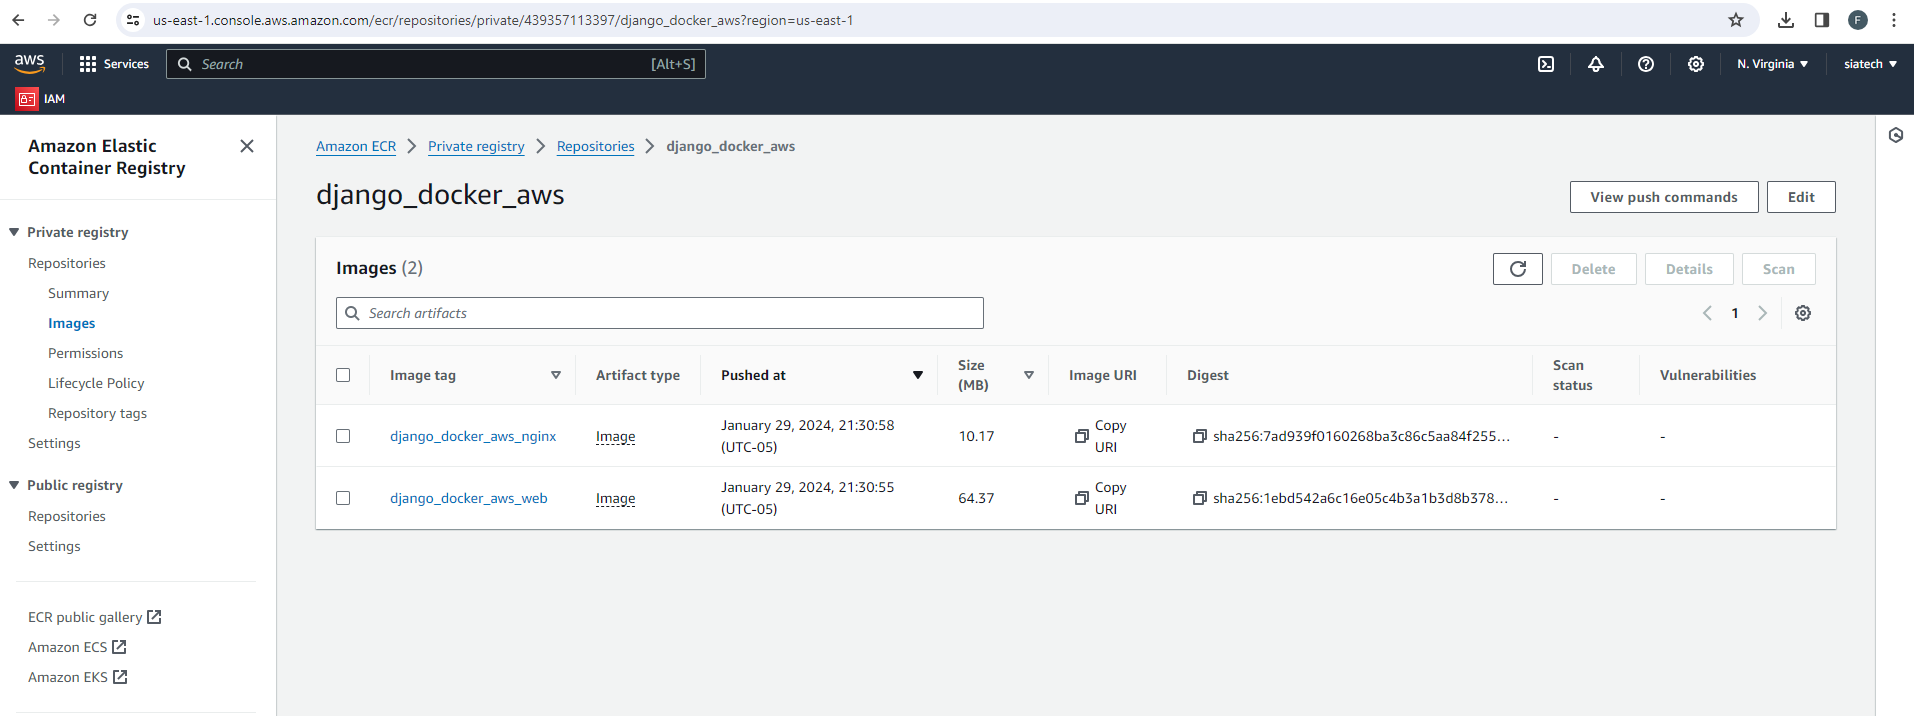 us-east-1.console.aws.amazon.com/ecr/repositories/private/439357113397/django_docker_aws?region=us-east-1
F
aws
Services
Search
[Alt+S]
N. Virginia
siatech
IAM
Amazon Elastic
Container Registry
Private registry
Repositories
Summary
Images
Permissions
Lifecycle Policy
Repository tags
Settings
Public registry
Repositories
Settings
ECR public gallery
Amazon ECS
Amazon EKS
Amazon ECR
Private registry
Repositories
django_docker_aws
django_docker_aws
View push commands
Edit
Images (2)
Delete
Details
Scan
Search artifacts
1
Image tag
Artifact type
Pushed at
Size
(MB)
Image URI
Digest
Scan
status
Vulnerabilities
django_docker_aws_nginx
Image
January 29, 2024, 21:30:58
(UTC-05)
10.17
Copy
URI
sha256:7ad939f0160268ba3c86c5aa84f255...
-
-
django_docker_aws_web
Image
January 29, 2024, 21:30:55
(UTC-05)
64.37
Copy
URI
sha256:1ebd542a6c16e05c4b3a1b3d8b378...
-
-